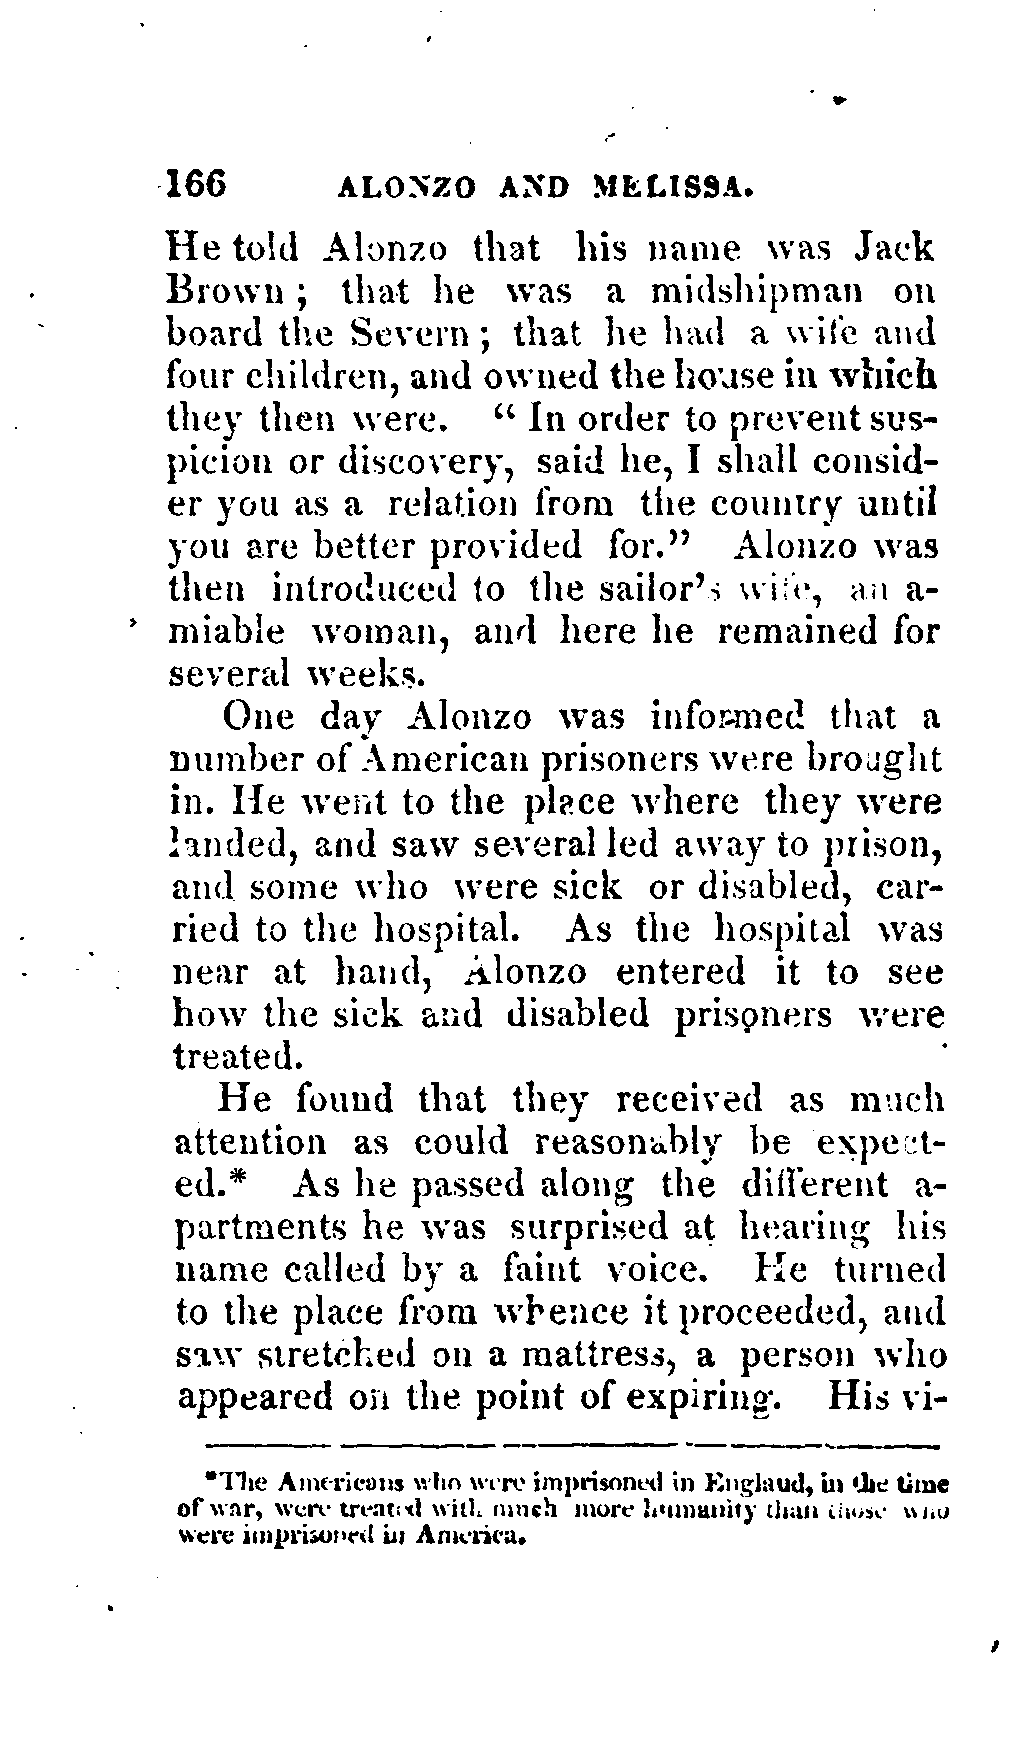 166 ALONZO AND MELISSA.
He told Alonzo that his name was Jack
Brown ; that he was a midshipman on
board the Severn ; that he had a wife and
four children, and owned the house in which
they then were. “ In order to prevent sus-
picion or discovery, said he, I shall consid-
er you as a relation from the country until
you are better provided for.” Alonzo was
then introduced to the sailor's wife, an a-
miable woman, and here he remained for
several weeks.
One day Alonzo was informed that a
number of American prisoners were brought
in. He went to the place where they were
landed, and saw several led away to prison,
and some who were sick or disabled, car-
ried to the hospital. As the hospital was
near at hand, Alonzo entered it to see
how the sick and disabled prisoners were
treated.
He found that they received as much
attention as could reasonably be expect-
ed.* As he passed along the different a-
partments he was surprised at hearing his
name called by a faint voice. He turned
to the place from whence it proceeded, and
saw stretched on a mattress, a person who
appeared on the point of expiring. His vi-
*The Americans who were imprisoned in England, in the time
of war, were treated with much more humanity than those who
were imprisoned in America.